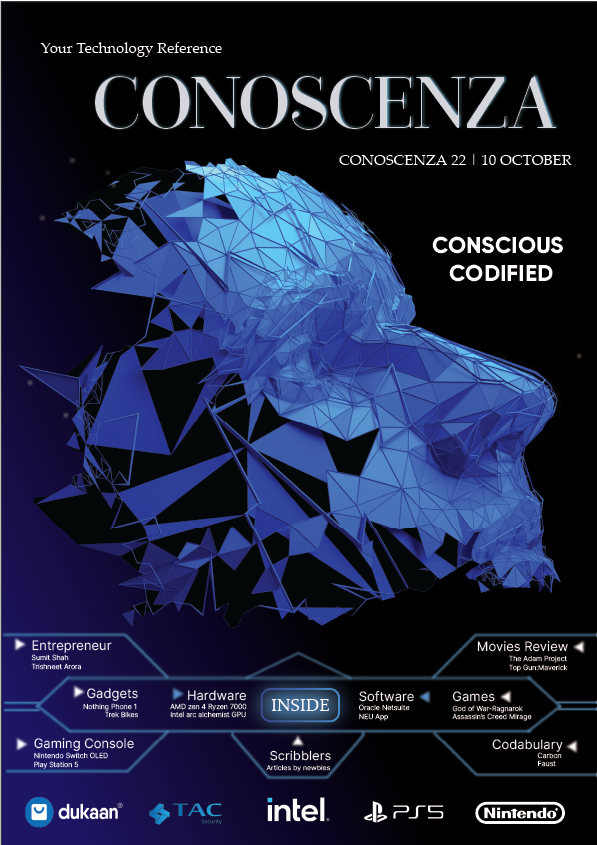 Your Technology Reference
CONOSCENZA
CONOSCENZA 22 | 10 OCTOBER
CONSCIOUS
CODIFIED
Entrepreneur
Sumit Shah
Trishneet Arora
Movies Review
The Adam Project
Top Gun:Maverick
Gadgets
Nothing Phone 1
Trek Bikes
Hardware
AMD zen 4 Ryzen 7000
Intel arc alchemist GPU
INSIDE
Software
Oracle Netsuite
NEU App
Games
God of War-Ragnarok
Assassin's Creed Mirage
Gaming Console
Nintendo Switch OLED
Play Station 5
Scribblers
Articles by newbies
Codabulary
Carbon
Faust
dukaan®
TAC
Security
intel.
PS5
Nintendo®